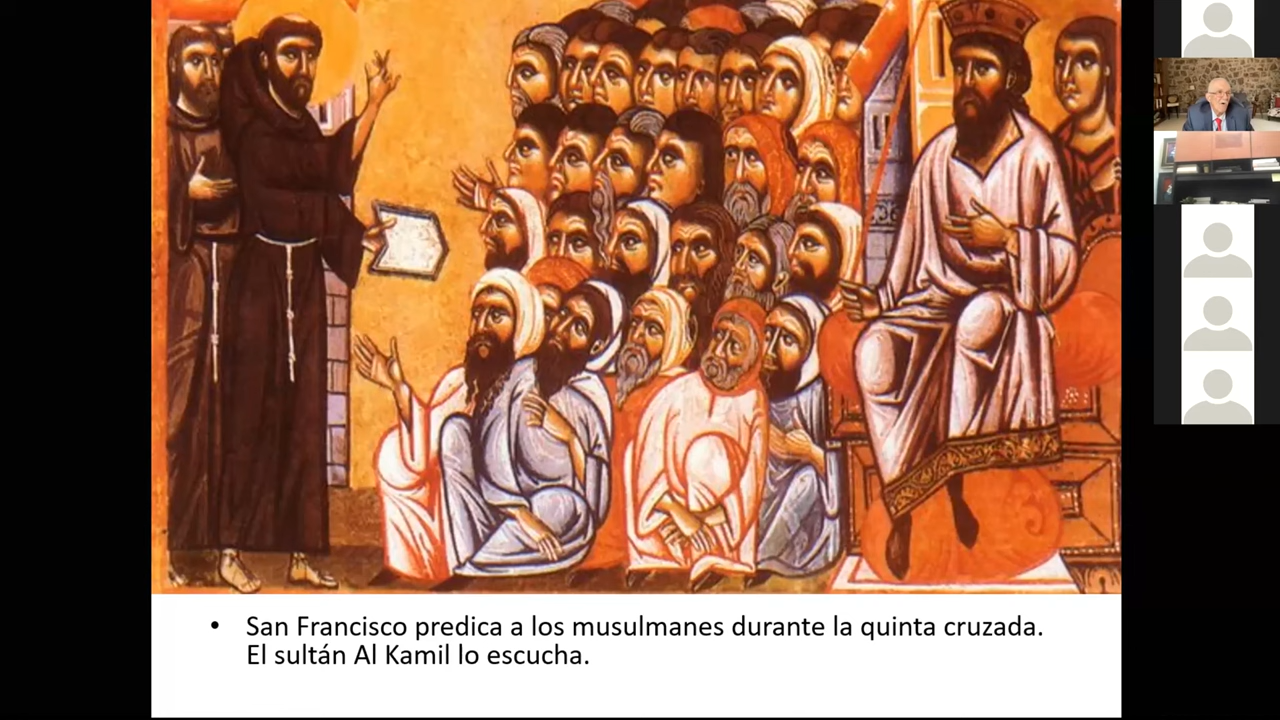 • San Francisco predica a los musulmanes durante la quinta cruzada.
El sultán Al Kamil lo escucha.